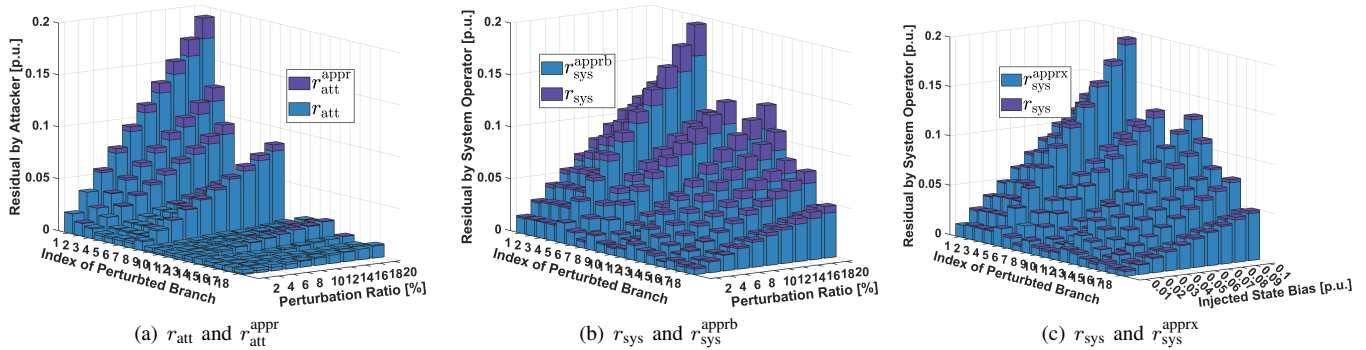 0.2
0.15
0.1
0.05
0
Residual by Attacker [p.u.]
r_att^appr
r_att
1 2 3 4 5 6 7 8 9 10 11 12 13 14 15 16 17 18
Index of Perturbted Branch
2 4 6 8 10 12 14 16 18 20
Perturbation Ratio [%]
(a) r_att and r_att^appr
0.2
0.15
0.1
0.05
0
Residual by System Operator [p.u.]
r_sys^apprb
r_sys
1 2 3 4 5 6 7 8 9 10 11 12 13 14 15 16 17 18
Index of Perturbted Branch
2 4 6 8 10 12 14 16 18 20
Perturbation Ratio [%]
(b) r_sys and r_sys^apprb
0.2
0.15
0.1
0.05
0
Residual by System Operator [p.u.]
r_sys^apprx
r_sys
1 2 3 4 5 6 7 8 9 10 11 12 13 14 15 16 17 18
Index of Perturbted Branch
0.01 0.02 0.03 0.04 0.05 0.06 0.07 0.08 0.09 0.1
Injected State Bias [p.u.]
(c) r_sys and r_sys^apprx